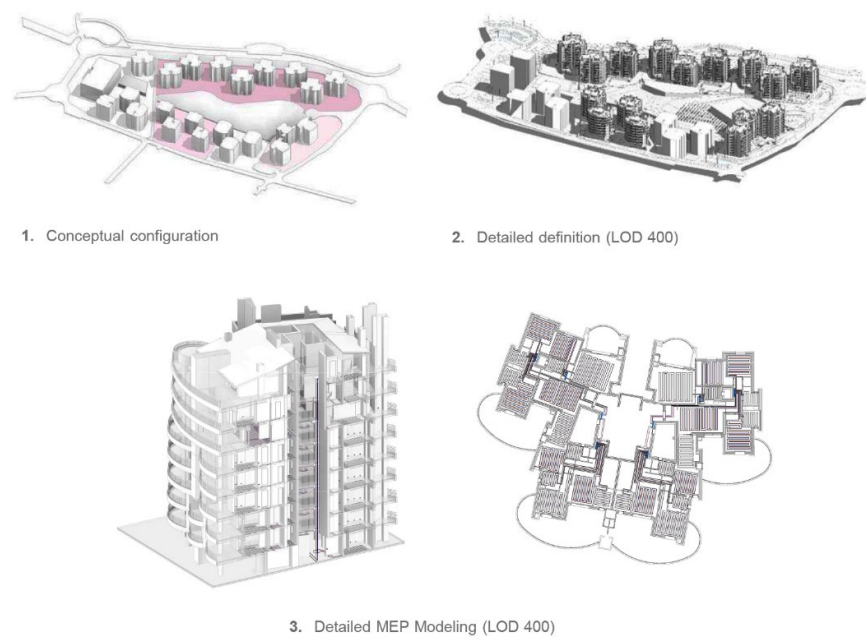 1. Conceptual configuration
2. Detailed definition (LOD 400)
3. Detailed MEP Modeling (LOD 400)